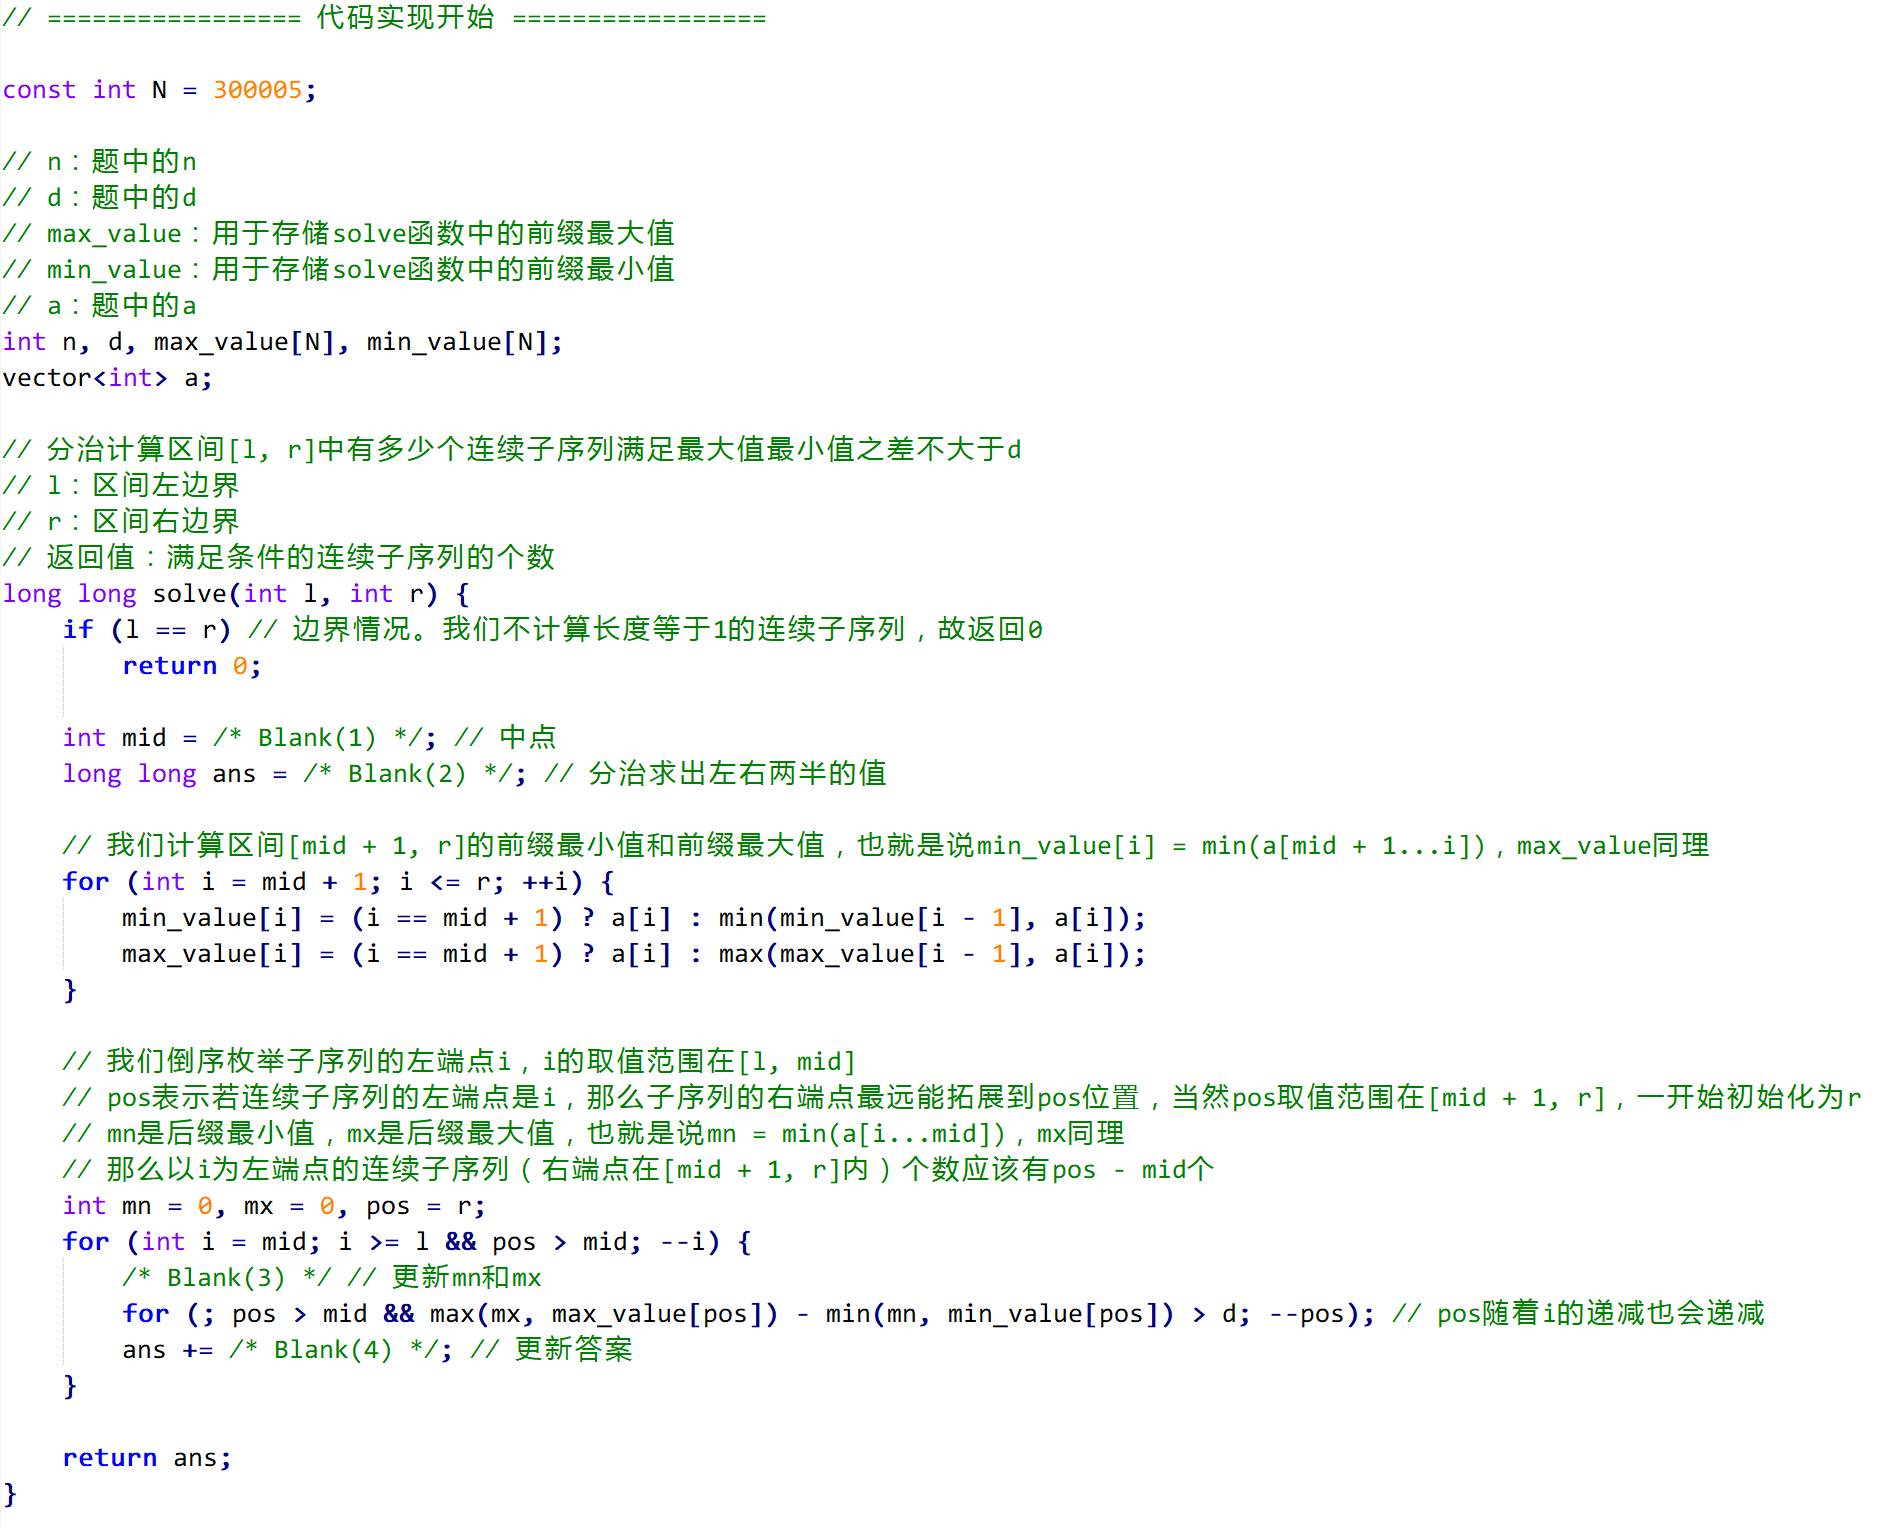 // ================= 代码实现开始 =================
const int N = 300005;
// n：题中的n
// d：题中的d
// max_value：用于存储solve函数中的前缀最大值
// min_value：用于存储solve函数中的前缀最小值
// a：题中的a
int n, d, max_value[N], min_value[N];
vector<int> a;
// 分治计算区间[l, r]中有多少个连续子序列满足最大值最小值之差不大于d
// l：区间左边界
// r：区间右边界
// 返回值：满足条件的连续子序列的个数
long long solve(int l, int r) {
    if (l == r) // 边界情况。我们不计算长度等于1的连续子序列，故返回0
        return 0;
    int mid = /* Blank(1) */; // 中点
    long long ans = /* Blank(2) */; // 分治求出左右两半的值
    // 我们计算区间[mid + 1, r]的前缀最小值和前缀最大值，也就是说min_value[i] = min(a[mid + 1...i])，max_value同理
    for (int i = mid + 1; i <= r; ++i) {
        min_value[i] = (i == mid + 1) ? a[i] : min(min_value[i - 1], a[i]);
        max_value[i] = (i == mid + 1) ? a[i] : max(max_value[i - 1], a[i]);
    }
    // 我们倒序枚举子序列的左端点i，i的取值范围在[l, mid]
    // pos表示若连续子序列的左端点是i，那么子序列的右端点最远能拓展到pos位置，当然pos取值范围在[mid + 1, r]，一开始初始化为r
    // mn是后缀最小值，mx是后缀最大值，也就是说mn = min(a[i...mid])，mx同理
    // 那么以i为左端点的连续子序列（右端点在[mid + 1, r]内）个数应该有pos - mid个
    int mn = 0, mx = 0, pos = r;
    for (int i = mid; i >= l && pos > mid; --i) {
        /* Blank(3) */ // 更新mn和mx
        for (; pos > mid && max(mx, max_value[pos]) - min(mn, min_value[pos]) > d; --pos); // pos随着i的递减也会递减
        ans += /* Blank(4) */; // 更新答案
    }
    return ans;
}